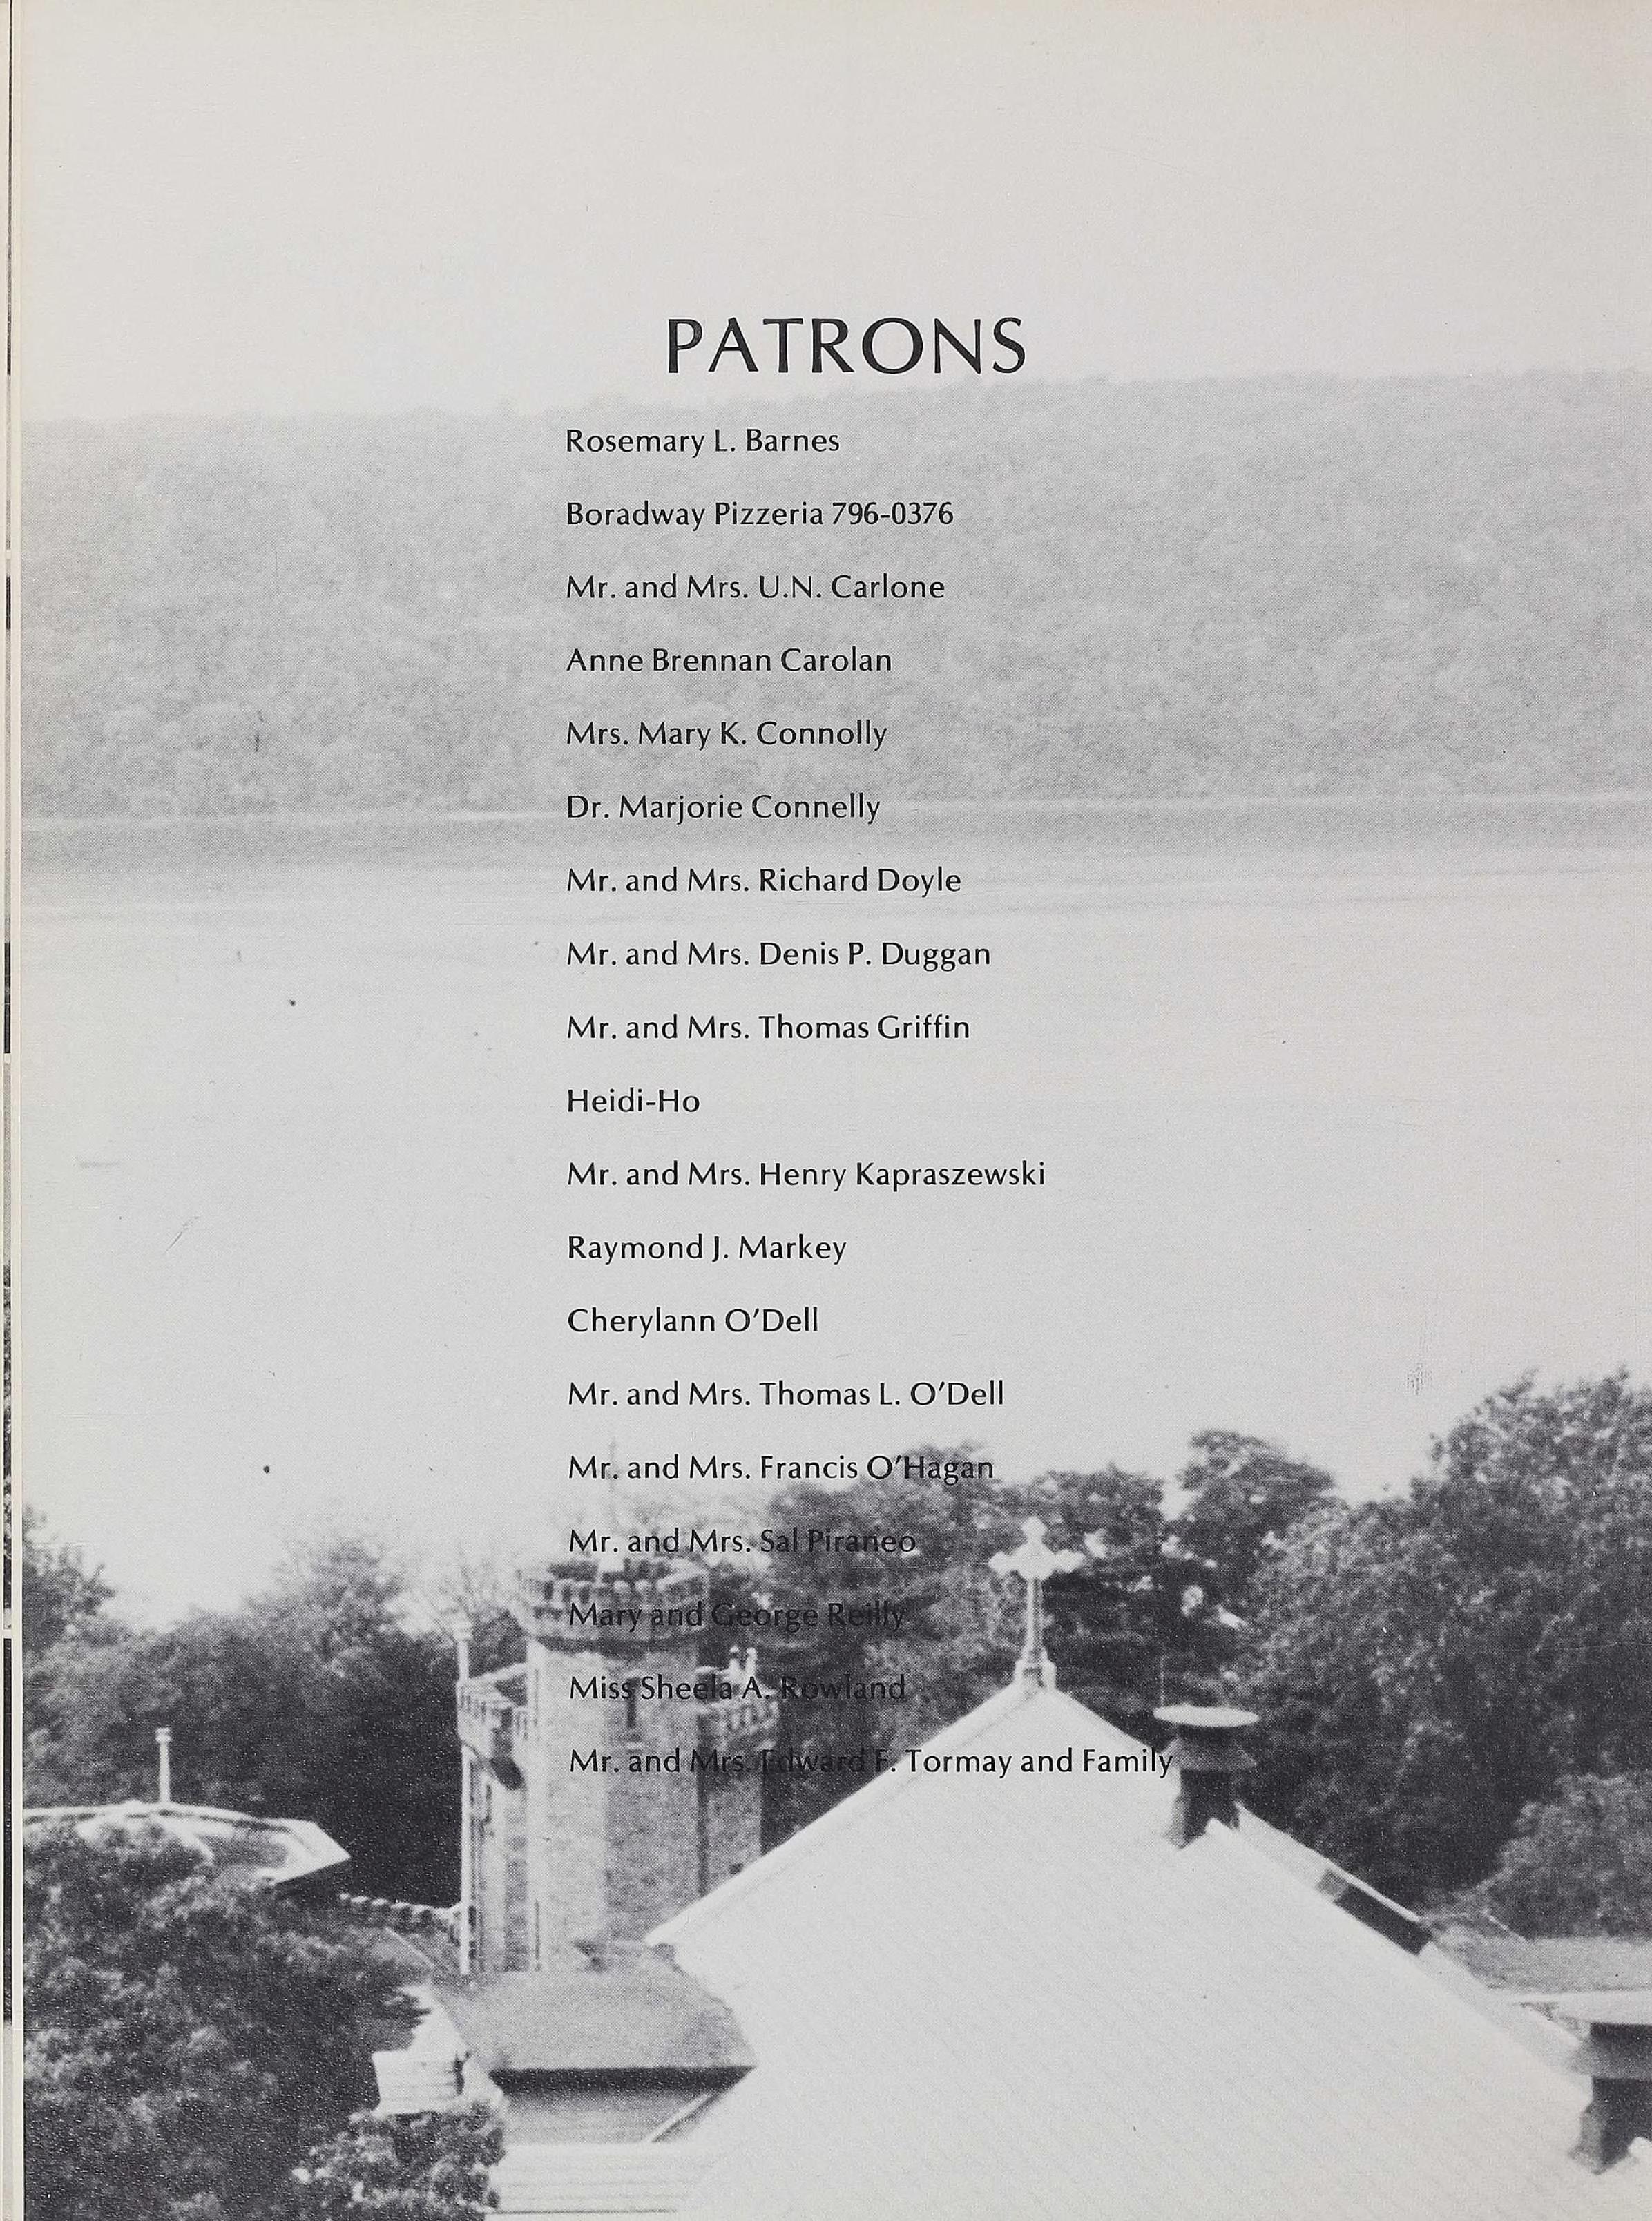 PATRONS
Rosemary L. Barnes
Boradway Pizzeria 796-0376
Mr. and Mrs. U.N. Carlone
Anne Brennan Carolan
Mrs. Mary K. Connolly
Dr. Marjorie Connelly
Mr. and Mrs. Richard Doyle
Mr. and Mrs. Denis P. Duggan
Mr. and Mrs. Thomas Griffin
Heidi-Ho
Mr. and Mrs. Henry Kapraszewski
Raymond J. Markey
Cherylann O'Dell
Mr. and Mrs. Thomas L. O'Dell
Mr. and Mrs. Francis O'Hagan
Mr. and Mrs. Sal Piraneo
Mary and George Reilly
Miss Sheela A. Rowland
Mr. and Mrs. Edward F. Tormay and Family